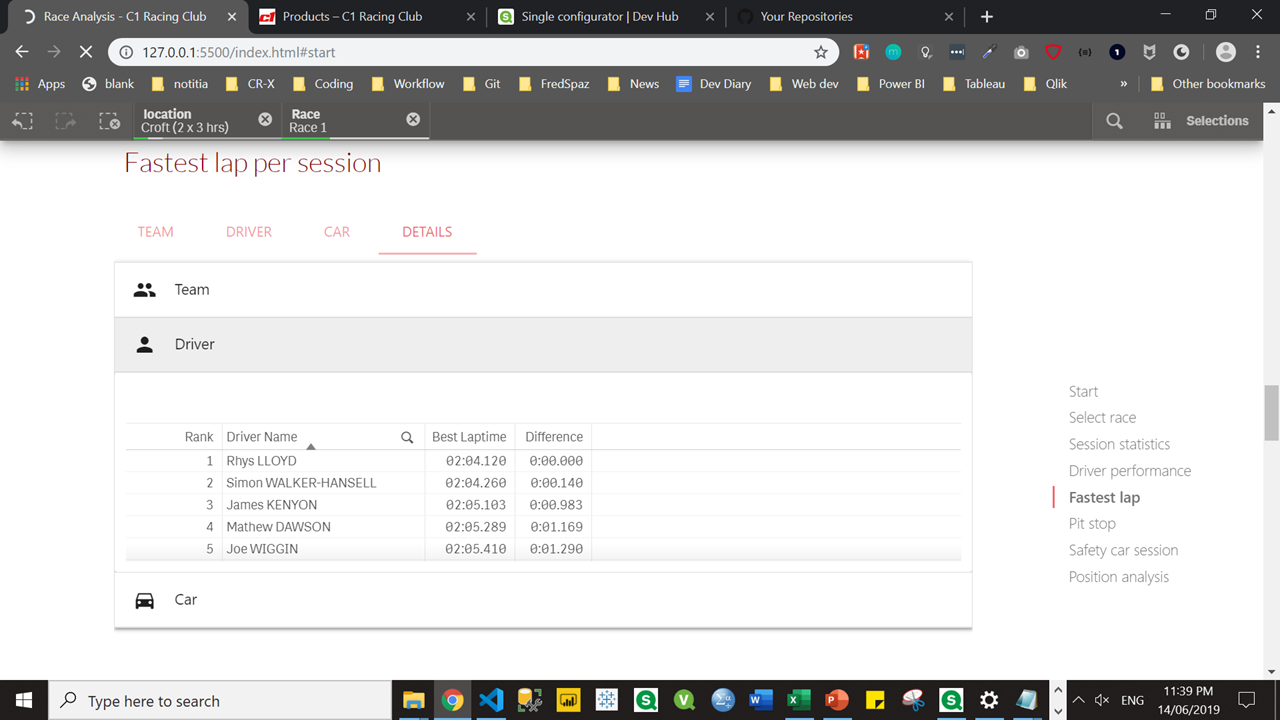 Race Analysis - C1 Racing Club
Products – C1 Racing Club
Single configurator | Dev Hub
Your Repositories
127.0.0.1:5500/index.html#start
Apps
blank
notitia
CR-X
Coding
Workflow
Git
FredSpaz
News
Dev Diary
Web dev
Power BI
Tableau
Qlik
»
Other bookmarks
location
Croft (2 x 3 hrs)
Race
Race 1
Selections
Fastest lap per session
TEAM DRIVER CAR DETAILS
Team
Driver
Rank Driver Name Best Laptime Difference
1 Rhys LLOYD 02:04.120 0:00.000
2 Simon WALKER-HANSELL 02:04.260 0:00.140
3 James KENYON 02:05.103 0:00.983
4 Mathew DAWSON 02:05.289 0:01.169
5 Joe WIGGIN 02:05.410 0:01.290
Car
Start
Select race
Session statistics
Driver performance
Fastest lap
Pit stop
Safety car session
Position analysis
Type here to search
ENG
11:39 PM
14/06/2019